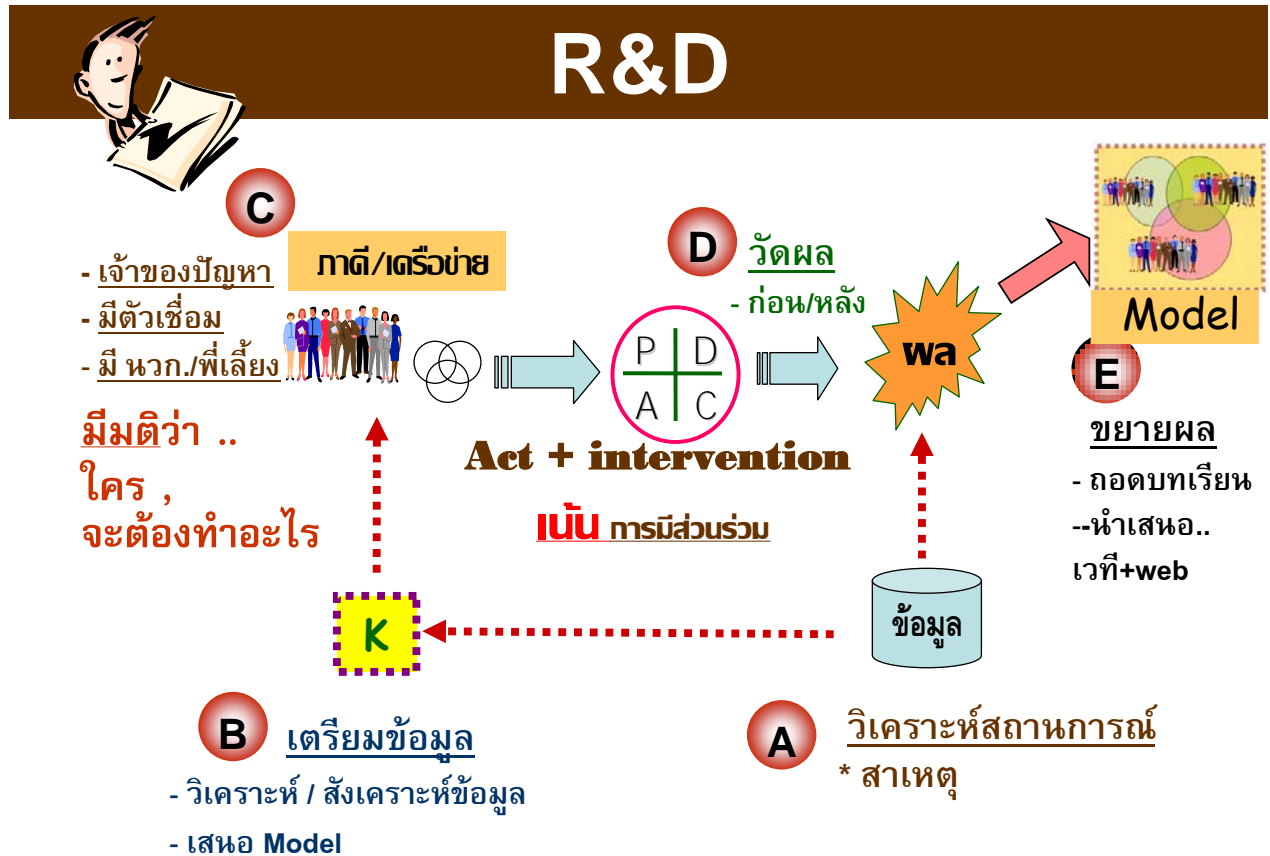 R&D
C
ภาคี/เครือข่าย
- เจ้าของปัญหา
- มีตัวเชื่อม
- มี นวก./พี่เลี้ยง
มีมติว่า ..
ใคร ,
จะต้องทำอะไร
D
วัดผล
- ก่อน/หลัง
P D
A C
Act + intervention
เน้น การมีส่วนร่วม
ผล
Model
E
ขยายผล
- ถอดบทเรียน
--นำเสนอ..
เวที+web
K
ข้อมูล
B
เตรียมข้อมูล
- วิเคราะห์ / สังเคราะห์ข้อมูล
- เสนอ Model
A
วิเคราะห์สถานการณ์
* สาเหตุ